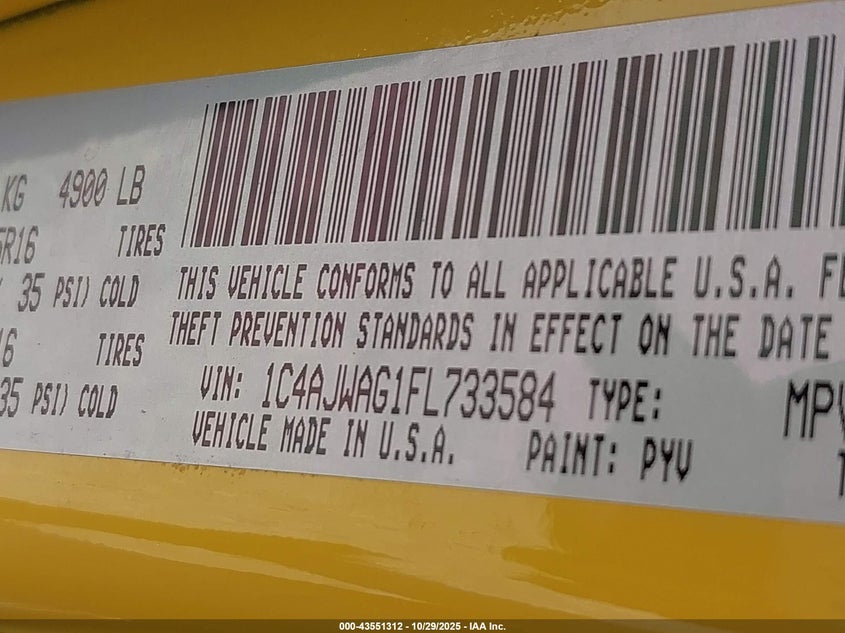 KG 4900 LB
R16 TIRES
35 PSI) COLD
16 TIRES
35 PSI) COLD
THIS VEHICLE CONFORMS TO ALL APPLICABLE U.S.A. F
THEFT PREVENTION STANDARDS IN EFFECT ON THE DATE
VIN: 1C4AJWAG1FL733584 TYPE: MPV
VEHICLE MADE IN U.S.A. PAINT: PYV
000-43551312 - 10/29/2025 - IAA Inc.